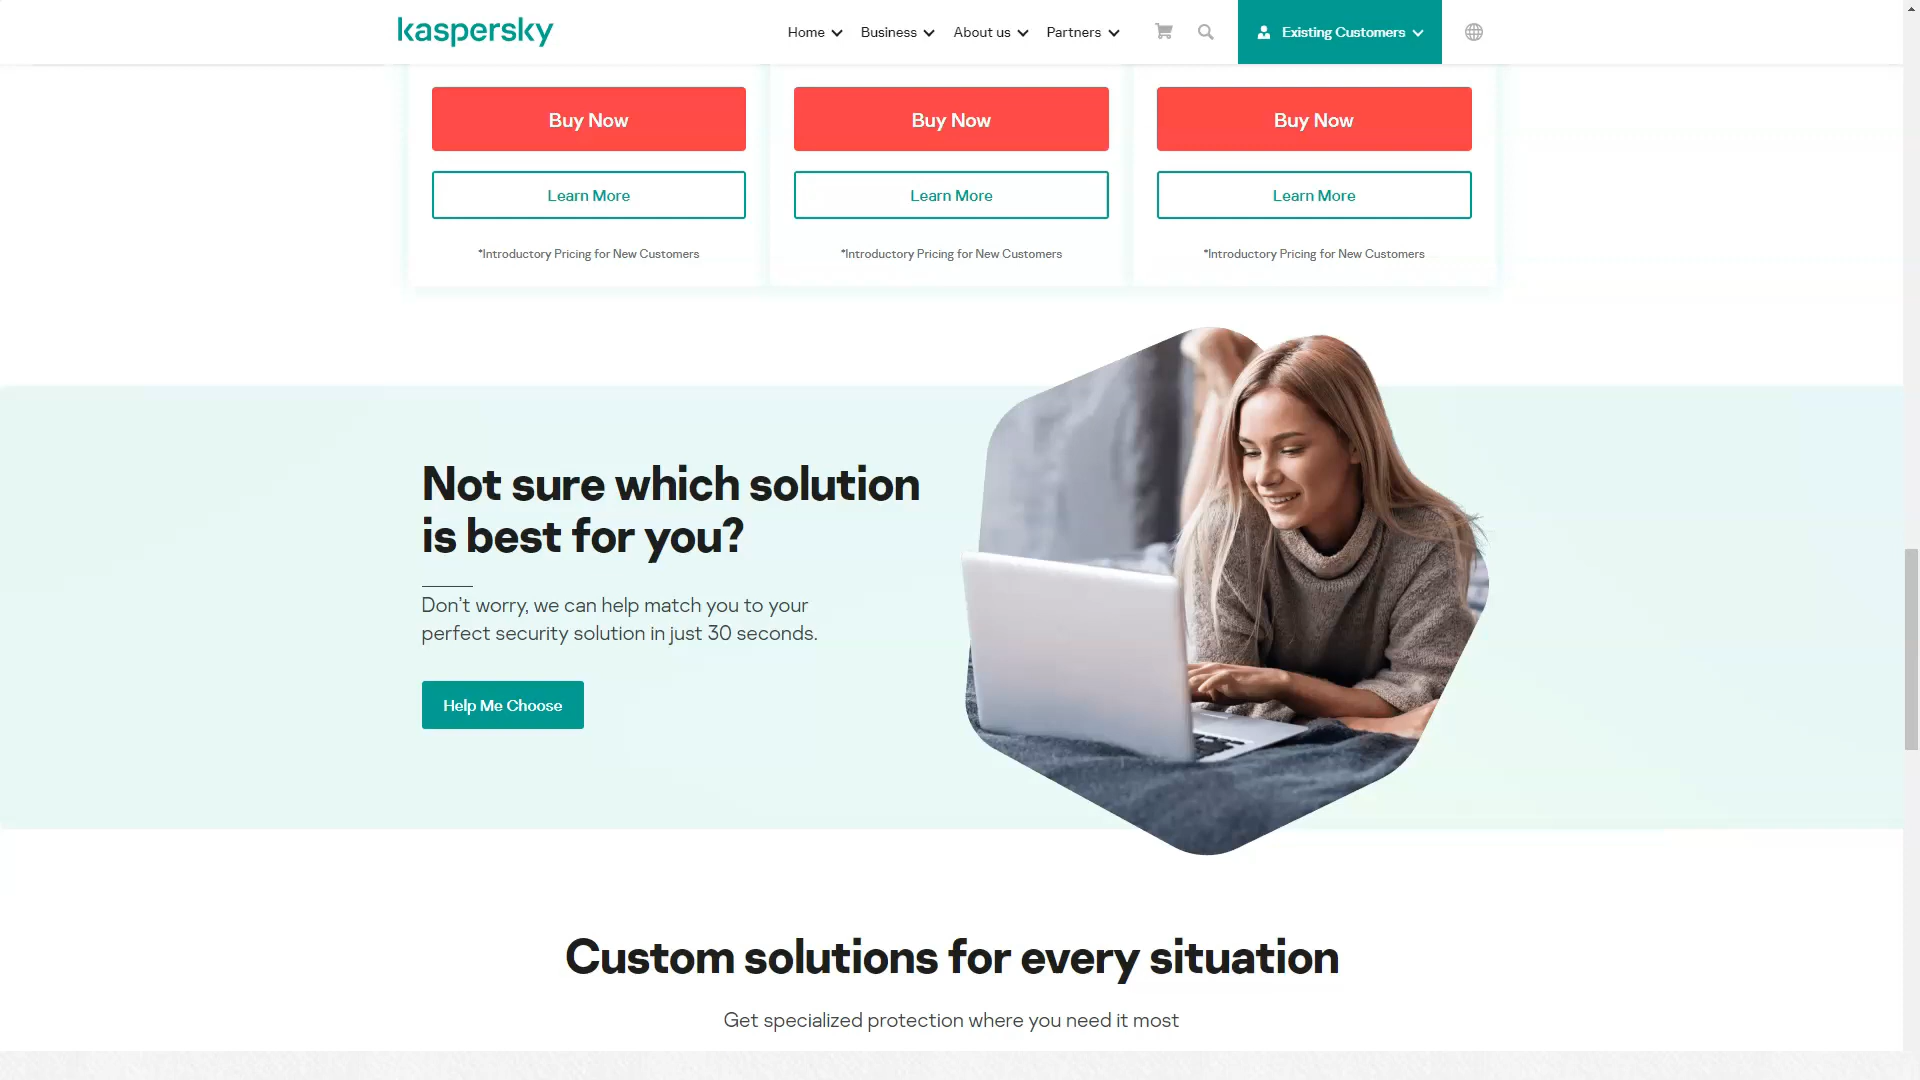 kaspersky
Home Business About us Partners Existing Customers
Buy Now Buy Now Buy Now
Learn More Learn More Learn More
*Introductory Pricing for New Customers *Introductory Pricing for New Customers *Introductory Pricing for New Customers
Not sure which solution
is best for you?
Don't worry, we can help match you to your
perfect security solution in just 30 seconds.
Help Me Choose
Custom solutions for every situation
Get specialized protection where you need it most